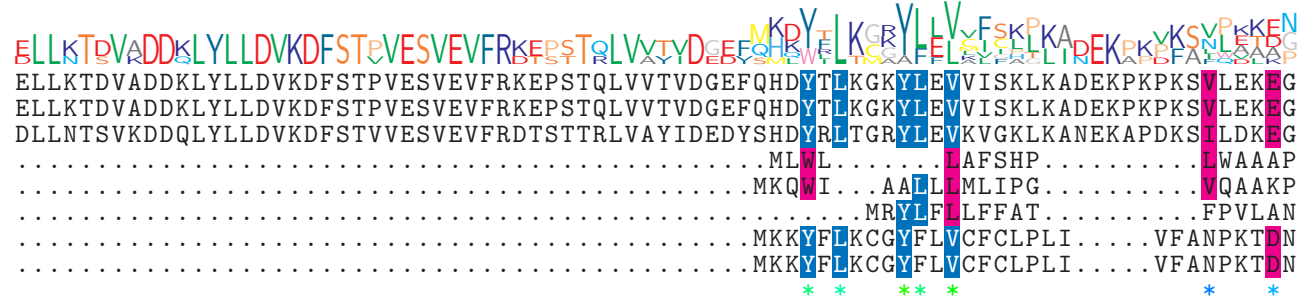 ELLKTDVADDKLYLLDVKDFSTPVESVEVFRKEPSTQLVVTVDGEFQHDYTLKGKYLEVVISKLKADEKPKPKSVLEKEG
ELLKTDVADDKLYLLDVKDFSTPVESVEVFRKEPSTQLVVTVDGEFQHDYTLKGKYLEVVISKLKADEKPKPKSVLEKEG
DLLNTSVKDDQLYLLDVKDFSTVVESVEVFRDTSTTRLVAYIDEDYSHDYRLTGRYLEVKVGKLKANEKAPDKSILDKEG
...............................................MLWL.......LAFSHP..........LWAAAP
..............................................MKQWI...AALLLMLIPG..........VQAAKP
.....................................................MRYLFLLFFAT..........FPVLAN
..............................................MKKYFLKCGYFLVCFCLPLI.....VFANPKTDN
..............................................MKKYFLKCGYFLVCFCLPLI.....VFANPKTDN
* * * * * * *